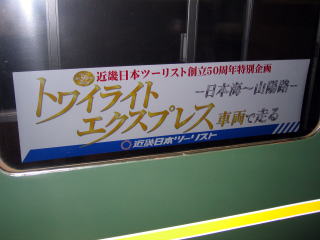 近畿日本ツーリスト創立50周年特別企画
トワイライト
－日本海～山陽路－
エクスプレス車両で走る
近畿日本ツーリスト